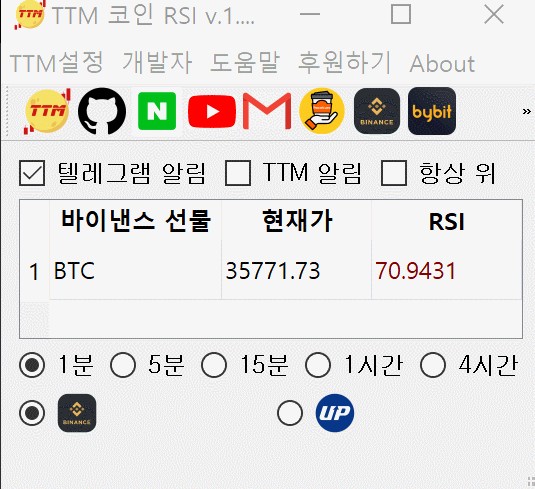 TTM TTM 코인 RSI v.1....
TTM설정 개발자 도움말 후원하기 About
TTM N BINANCE bybit »
텔레그램 알림 TTM 알림 항상 위
바이낸스 선물 현재가 RSI
1 BTC 35771.73 70.9431
1분 5분 15분 1시간 4시간
BINANCE UP